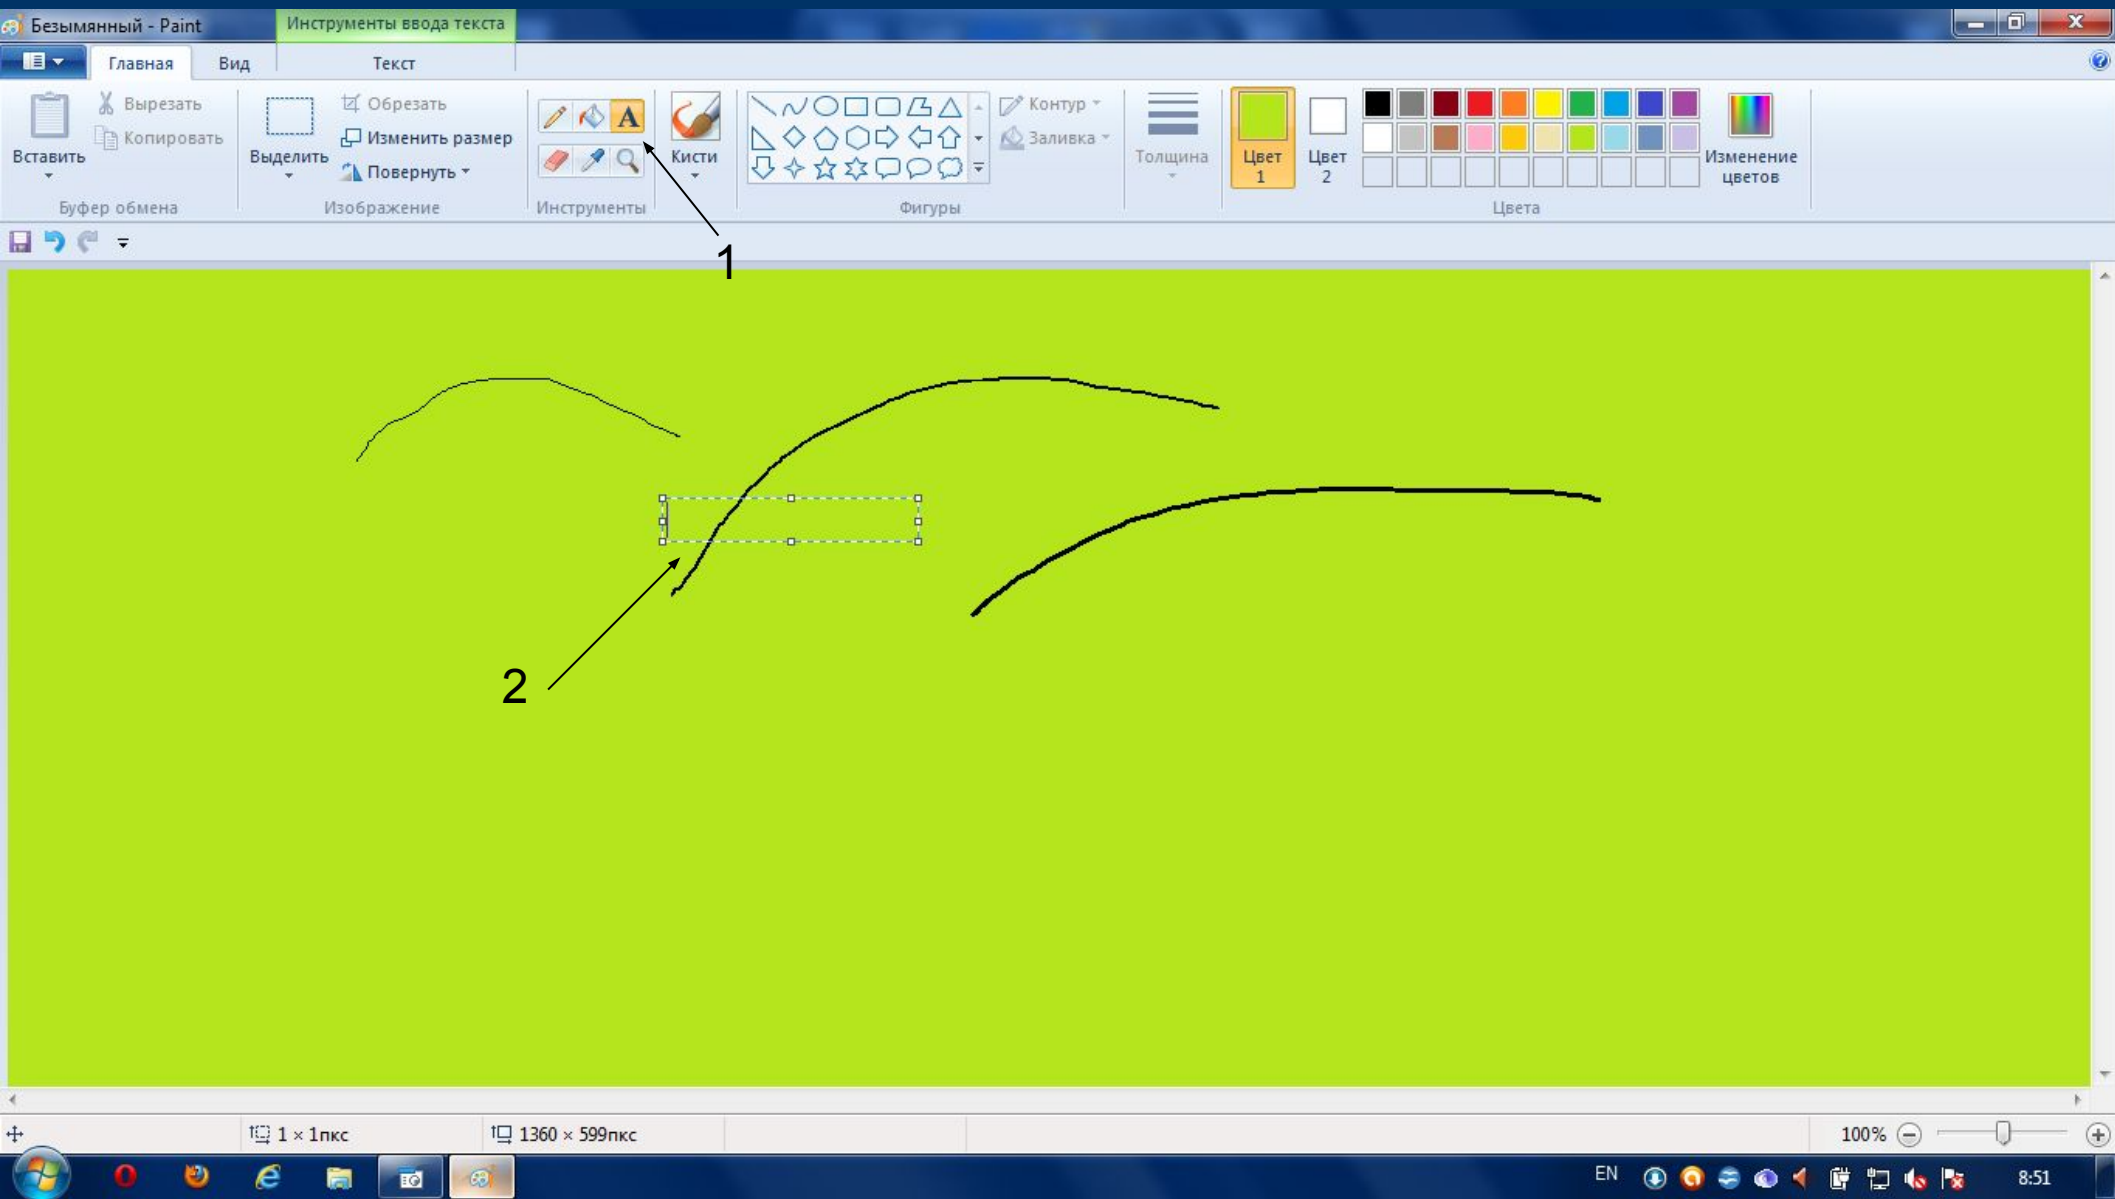 Безымянный - Paint
Инструменты ввода текста
Главная Вид Текст
Вставить
Вырезать
Копировать
Буфер обмена
Выделить
Обрезать
Изменить размер
Повернуть
Изображение
A
Инструменты
Кисти
Контур
Заливка
Фигуры
Толщина
Цвет 
1
Цвет
2
Изменение
цветов
Цвета
1
2
1 × 1пкс
1360 × 599пкс
100%
EN
8:51